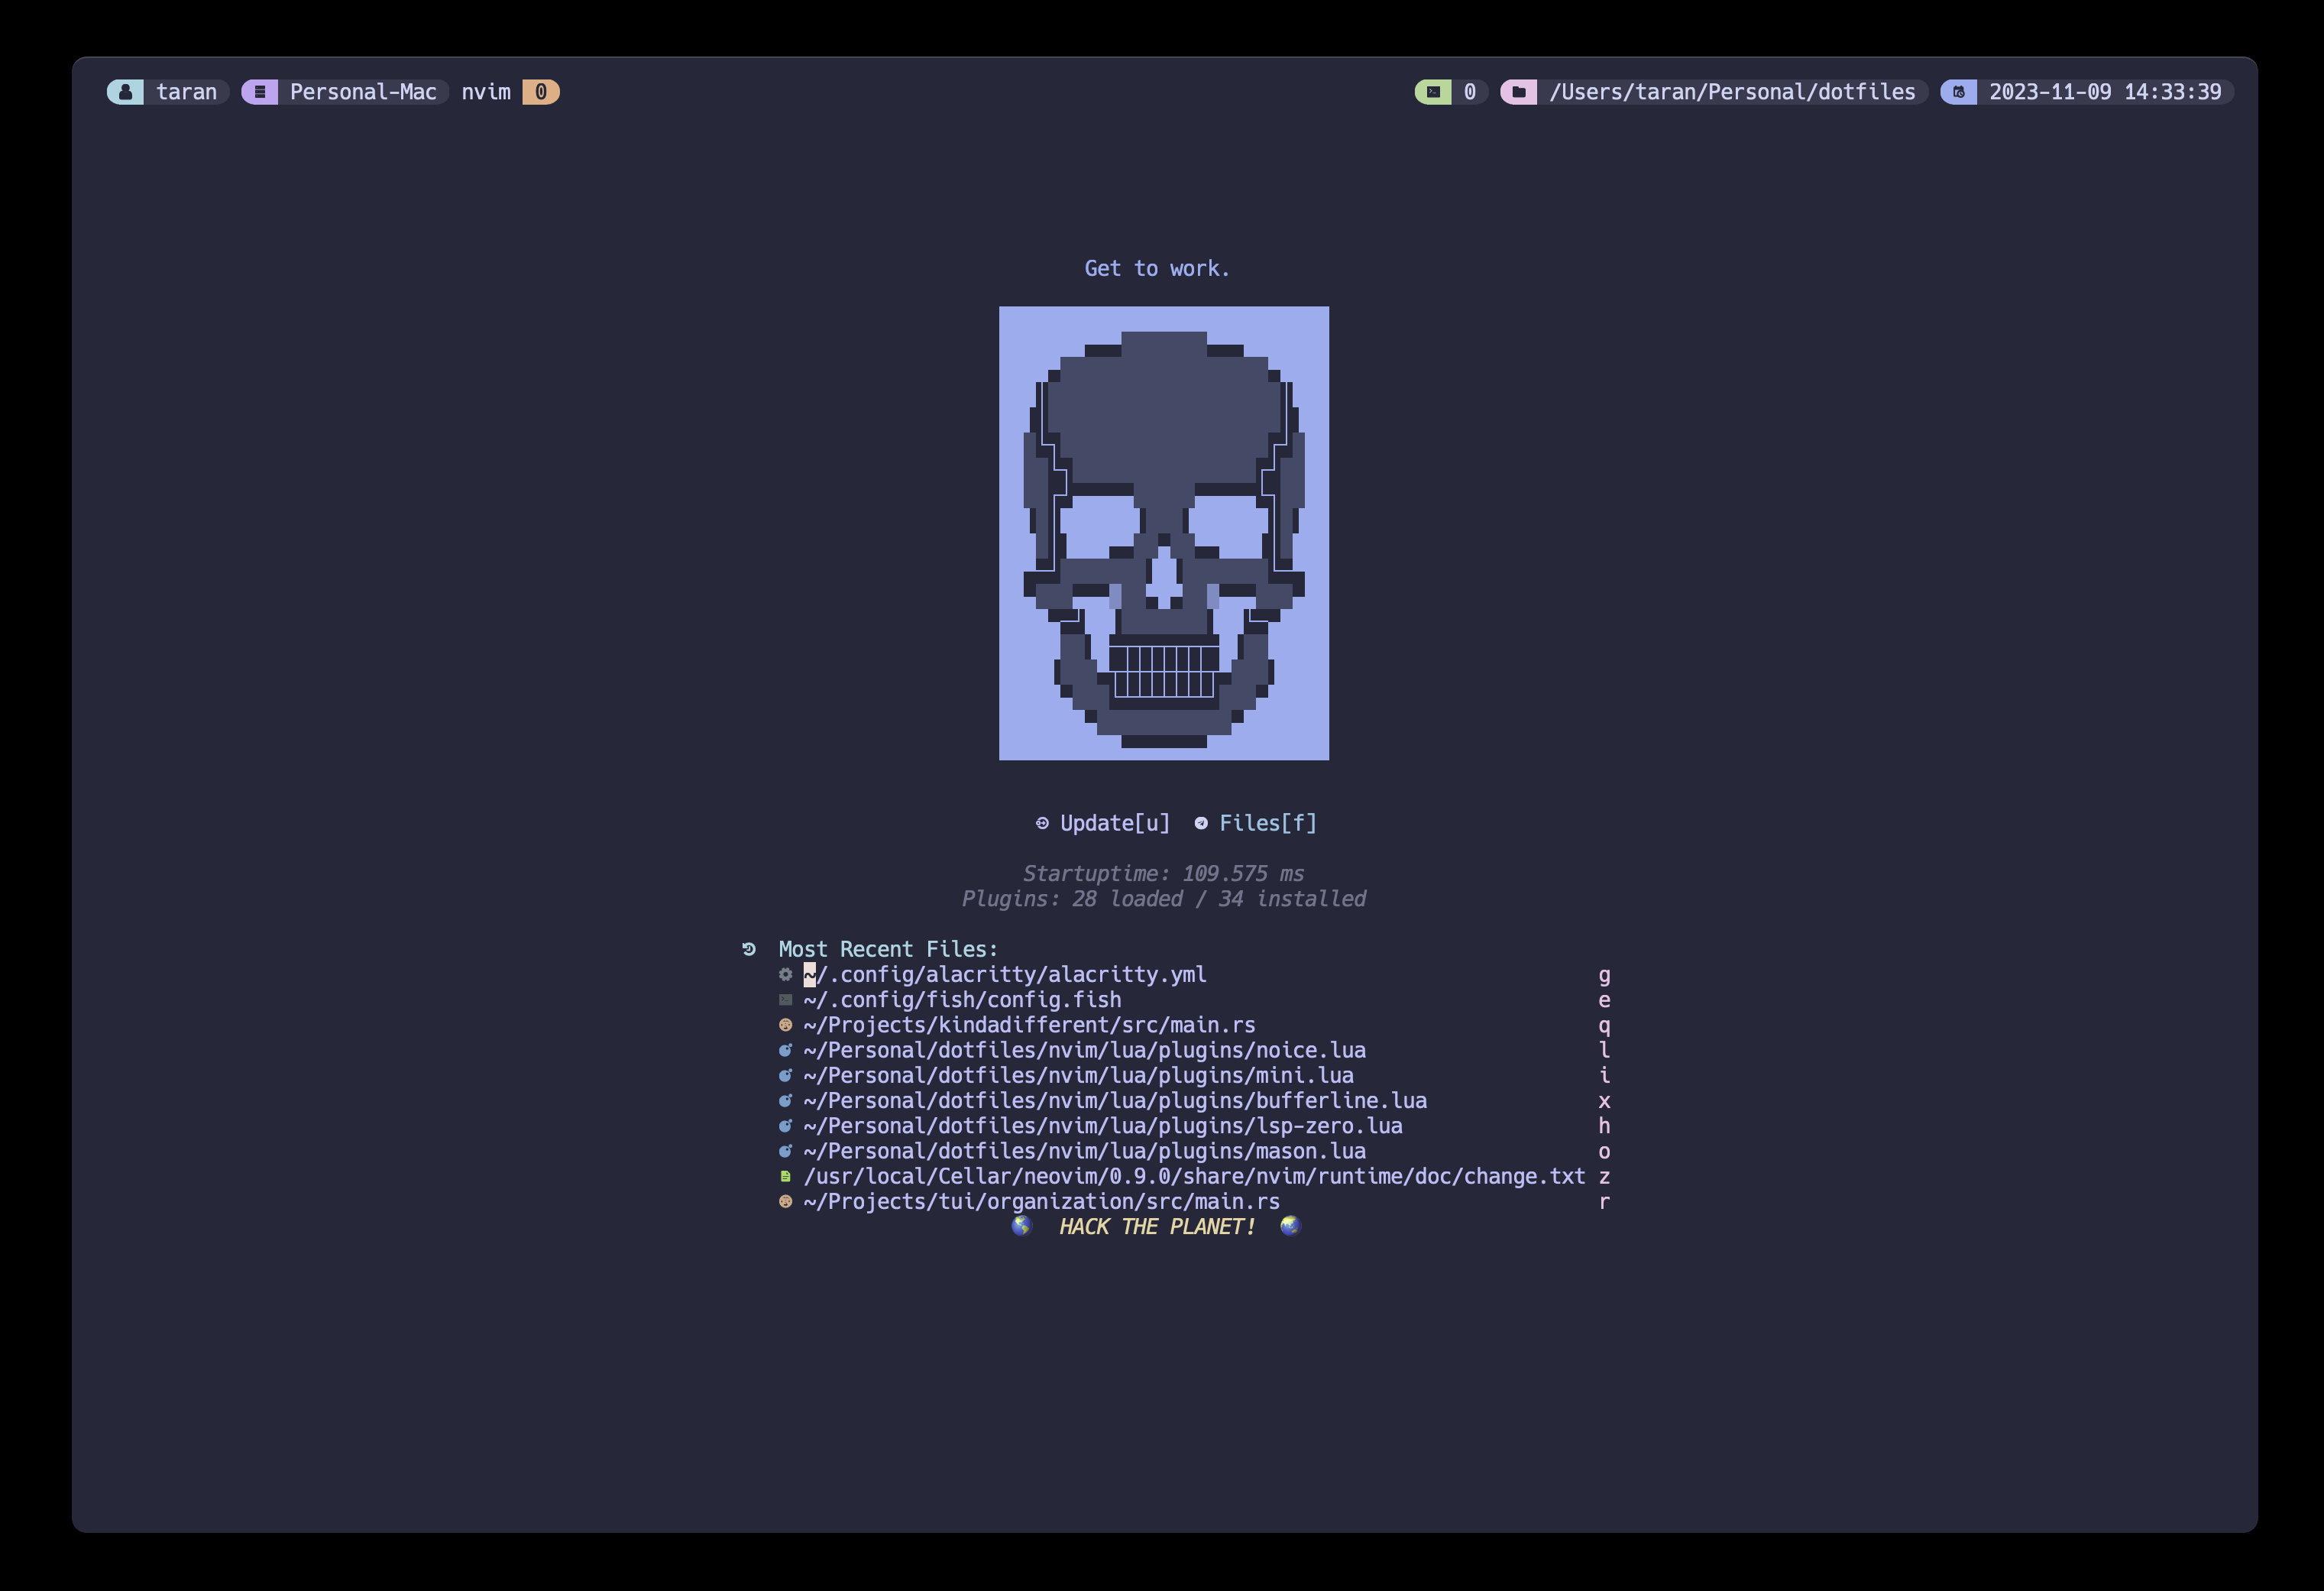 taran Personal-Mac nvim 0 0 /Users/taran/Personal/dotfiles 2023-11-09 14:33:39
Get to work.
Update[u] Files[f]
Startuptime: 109.575 ms
Plugins: 28 loaded / 34 installed
Most Recent Files:
~/.config/alacritty/alacritty.yml g
~/.config/fish/config.fish e
~/Projects/kindadifferent/src/main.rs q
~/Personal/dotfiles/nvim/lua/plugins/noice.lua l
~/Personal/dotfiles/nvim/lua/plugins/mini.lua i
~/Personal/dotfiles/nvim/lua/plugins/bufferline.lua x
~/Personal/dotfiles/nvim/lua/plugins/lsp-zero.lua h
~/Personal/dotfiles/nvim/lua/plugins/mason.lua o
/usr/local/Cellar/neovim/0.9.0/share/nvim/runtime/doc/change.txt z
~/Projects/tui/organization/src/main.rs r
HACK THE PLANET!